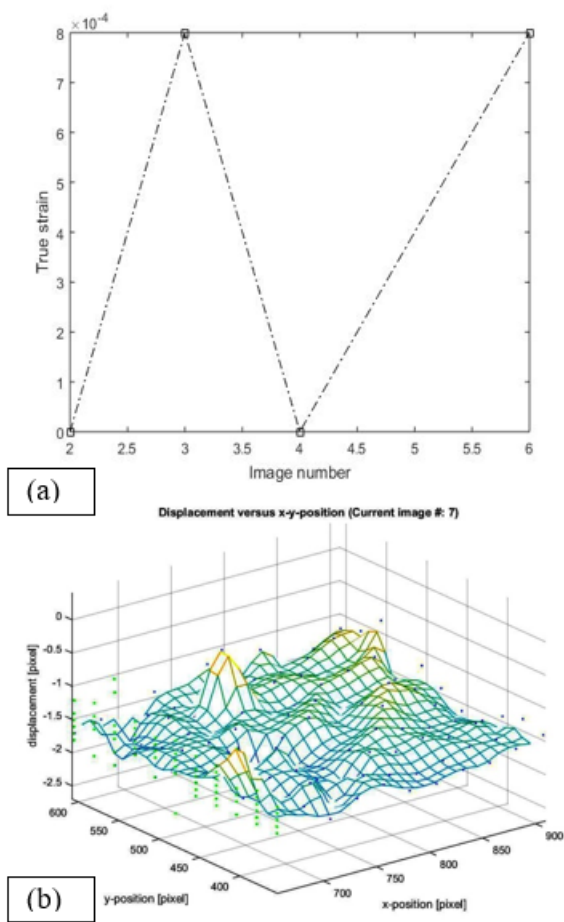 ×10⁻⁴
8
7
6
5
4
3
2
1
0
True strain
2 2.5 3 3.5 4 4.5 5 5.5 6
Image number
(a)
Displacement versus x-y-position (Current image #: 7)
0
-0.5
-1
-1.5
-2
-2.5
displacement [pixel]
600
550
500
450
400
y-position [pixel]
700
750
800
850
900
x-position [pixel]
(b)